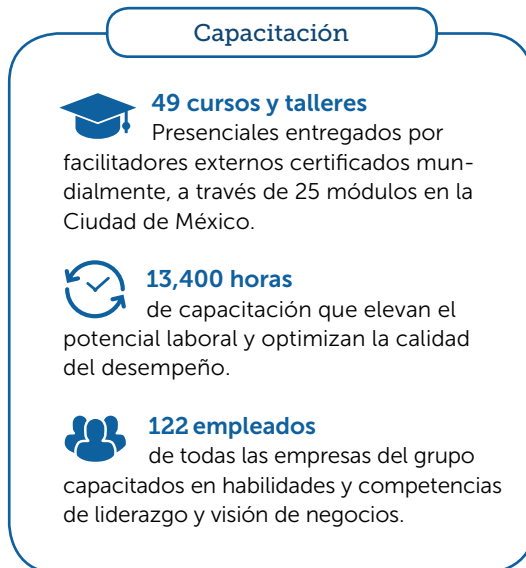 Capacitación
49 cursos y talleres
Presenciales entregados por
facilitadores externos certificados mun-
dialmente, a través de 25 módulos en la
Ciudad de México.
13,400 horas
de capacitación que elevan el
potencial laboral y optimizan la calidad
del desempeño.
122 empleados
de todas las empresas del grupo
capacitados en habilidades y competencias
de liderazgo y visión de negocios.